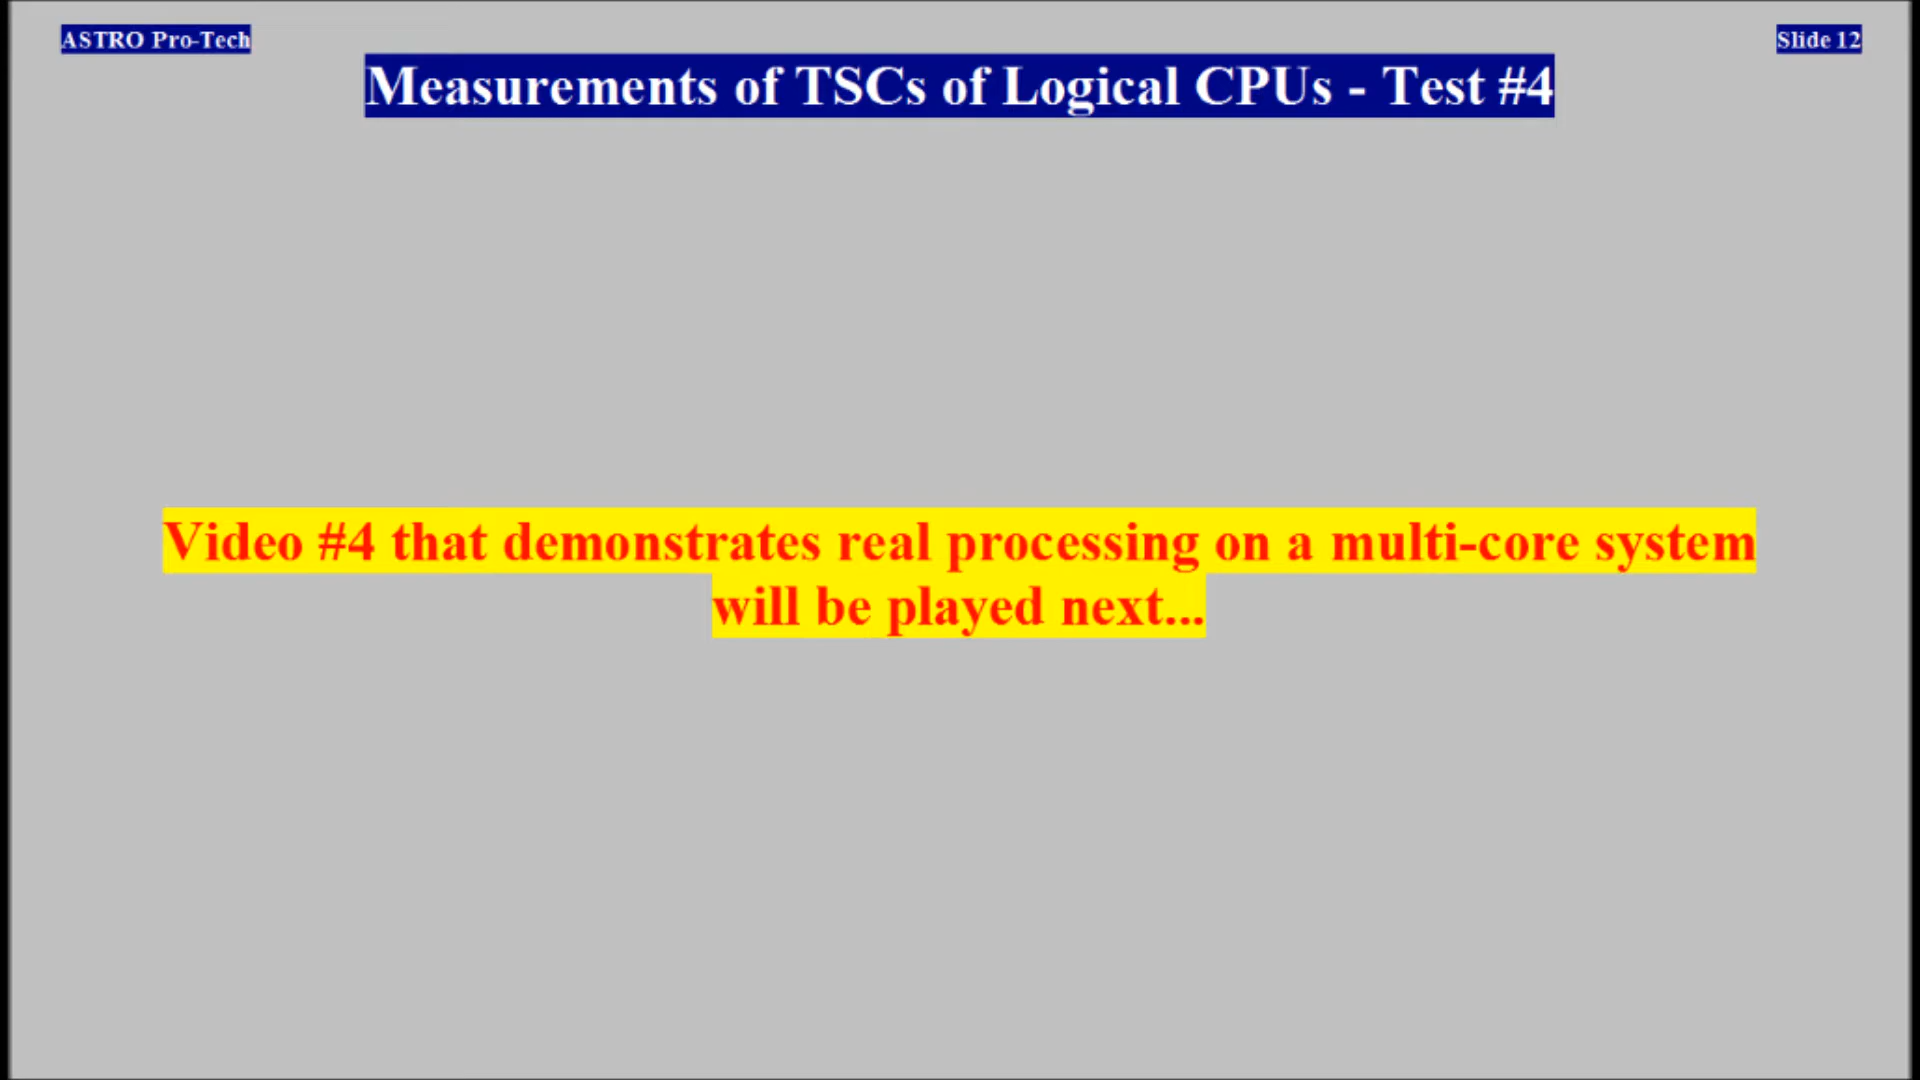 ASTRO Pro-Tech
Slide 12
Measurements of TSCs of Logical CPUs - Test #4
Video #4 that demonstrates real processing on a multi-core system
will be played next...